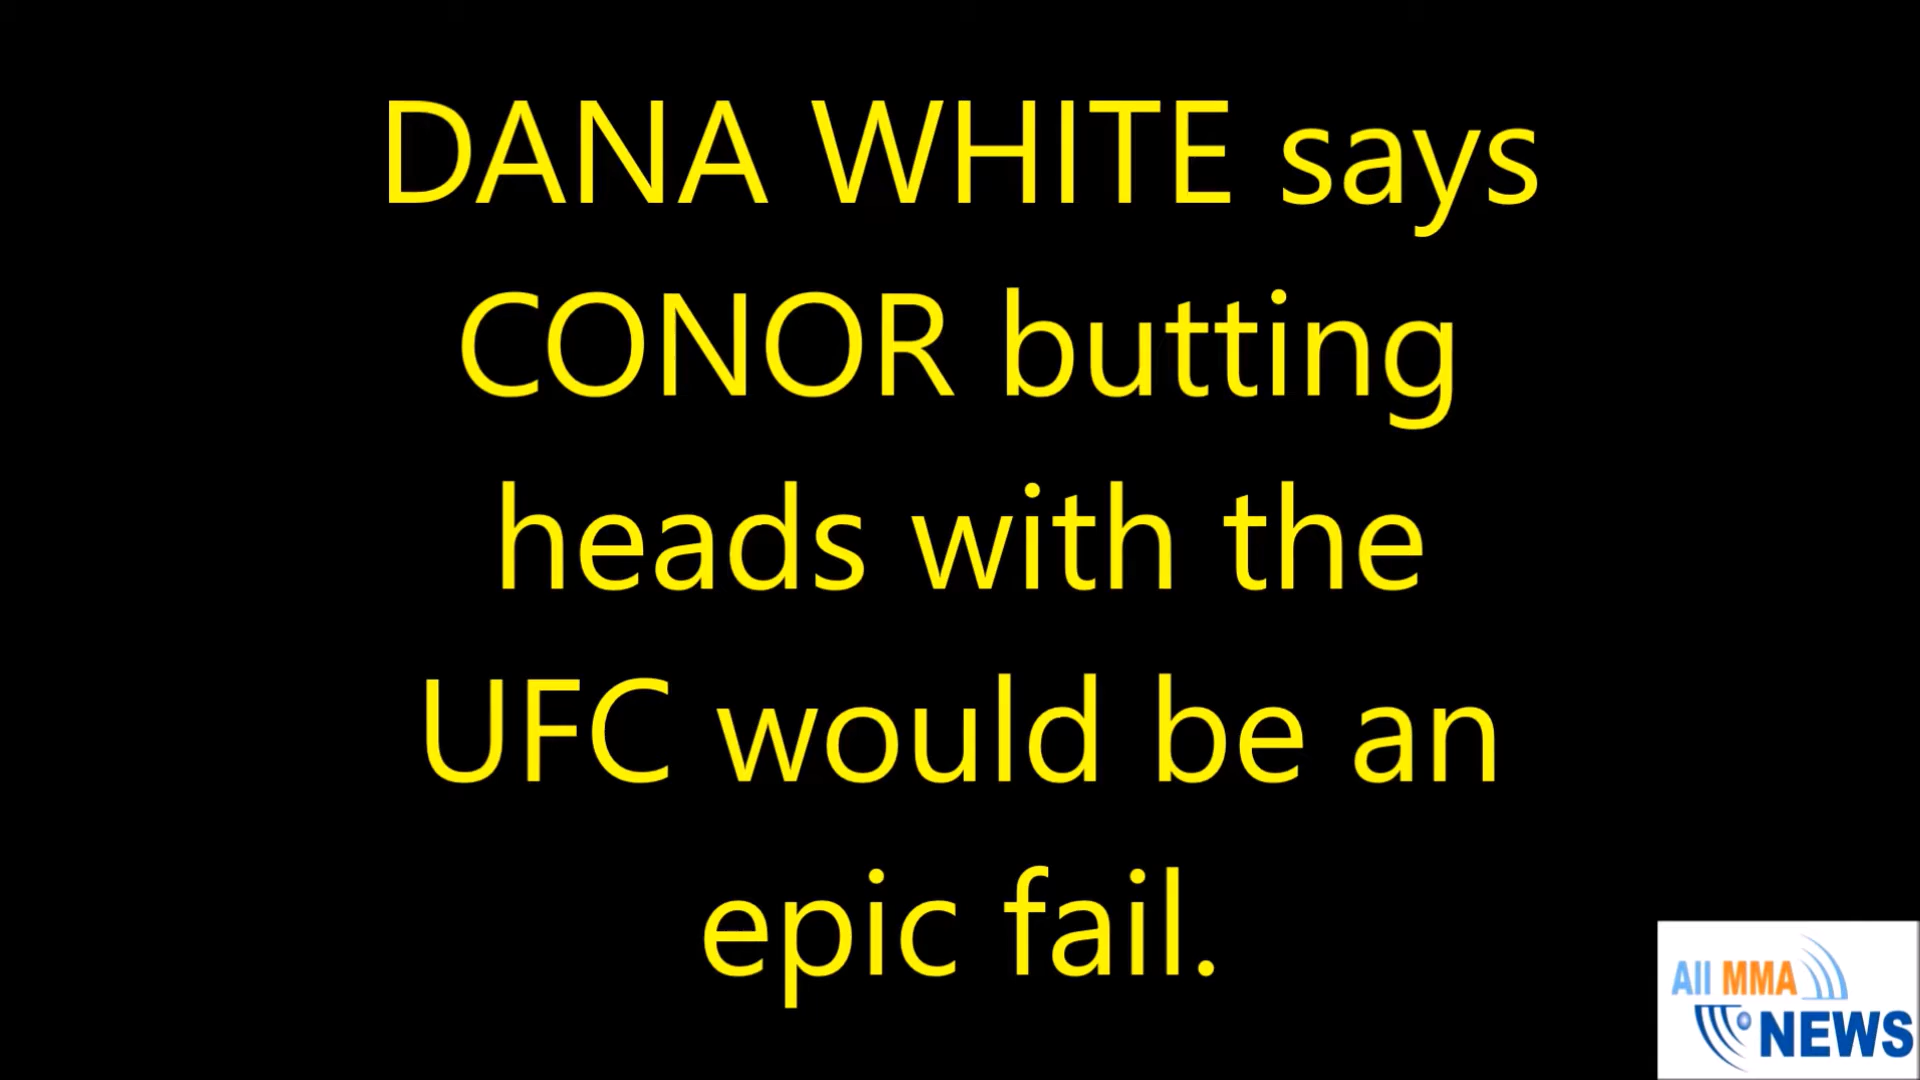 DANA WHITE says
CONOR butting
heads with the
UFC would be an
epic fail.
All MMA
NEWS